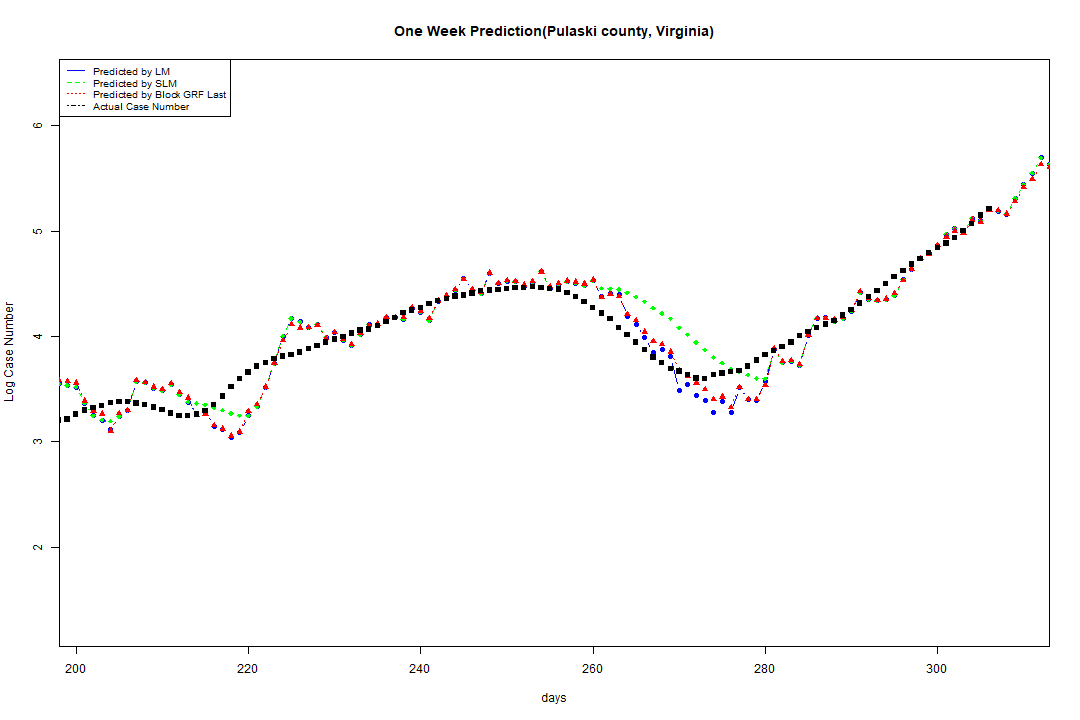 One Week Prediction(Pulaski county, Virginia)
Predicted by LM
Predicted by SLM
Predicted by Block GRF Last
Actual Case Number
Log Case Number
6
5
4
3
2
200 220 240 260 280 300
days